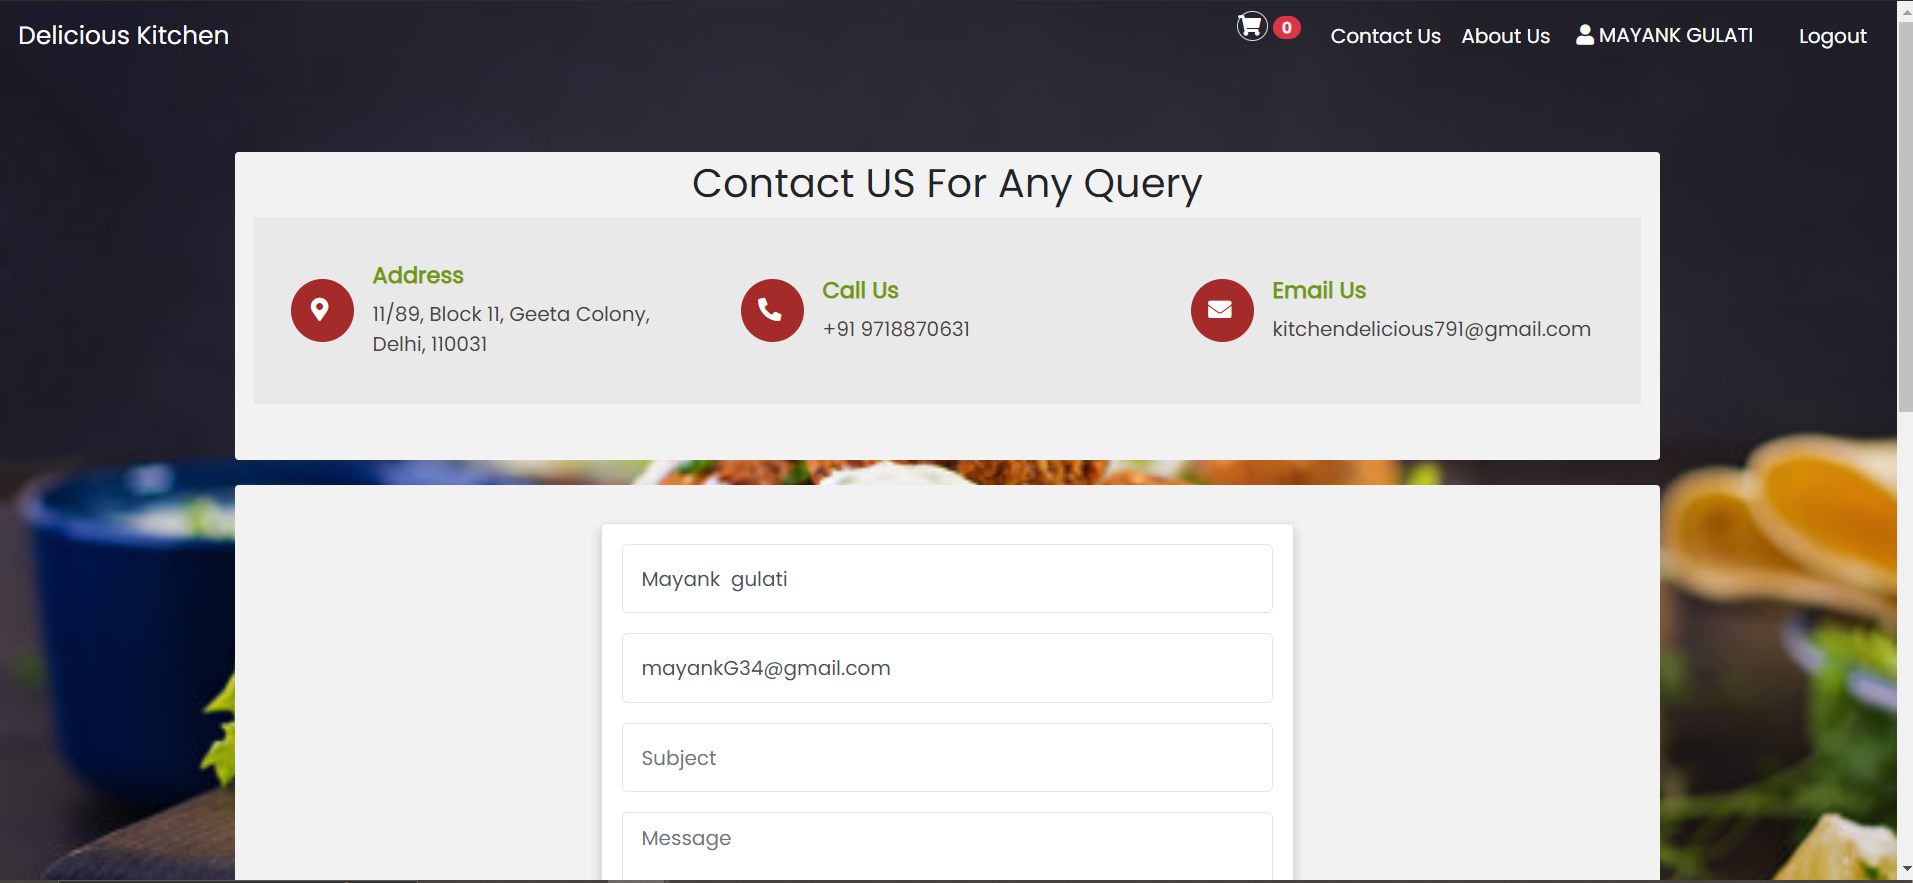 Delicious Kitchen
0
Contact Us
About Us
MAYANK GULATI
Logout
Contact US For Any Query
Address
11/89, Block 11, Geeta Colony,
Delhi, 110031
Call Us
+91 9718870631
Email Us
kitchendelicious791@gmail.com
Mayank  gulati
mayankG34@gmail.com
Subject
Message